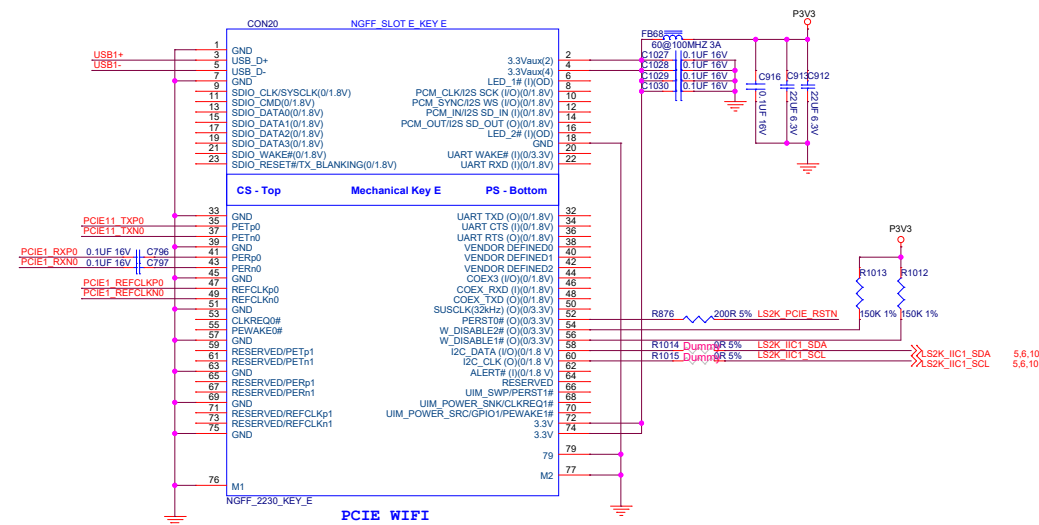 CON20 NGFF_SLOT E_KEY E
P3V3
FB68
60@100MHZ 3A
C1027 0.1UF 16V
C1028 0.1UF 16V
C1029 0.1UF 16V
C1030 0.1UF 16V
C916 0.1UF 16V
C913 22UF 6.3V
C912 22UF 6.3V
USB1+
USB1-
1 GND
3 USB_D+
5 USB_D-
7 GND
9 SDIO_CLK/SYSCLK(0/1.8V)
11 SDIO_CMD(0/1.8V)
13 SDIO_DATA0(0/1.8V)
15 SDIO_DATA1(0/1.8V)
17 SDIO_DATA2(0/1.8V)
19 SDIO_DATA3(0/1.8V)
21 SDIO_WAKE#(0/1.8V)
23 SDIO_RESET#/TX_BLANKING(0/1.8V)
3.3Vaux(2) 2
3.3Vaux(4) 4
LED_1# (I)(OD) 6
PCM_CLK/I2S SCK (I/O)(0/1.8V) 8
PCM_SYNC/I2S WS (I/O)(0/1.8V) 10
PCM_IN/I2S SD_IN (I)(0/1.8V) 12
PCM_OUT/I2S SD_OUT (O)(0/1.8V) 14
LED_2# (I)(OD) 16
GND 18
UART WAKE# (I)(0/3.3V) 20
UART RXD (I)(0/1.8V) 22
CS - Top Mechanical Key E PS - Bottom
PCIE11_TXP0
PCIE11_TXN0
PCIE1_RXP0 0.1UF 16V C796
PCIE1_RXN0 0.1UF 16V C797
PCIE1_REFCLKP0
PCIE1_REFCLKN0
33 GND
35 PETp0
37 PETn0
39 GND
41 PERp0
43 PERn0
45 GND
47 REFCLKp0
49 REFCLKn0
51 GND
53 CLKREQ0#
55 PEWAKE0#
57 GND
59 RESERVED/PETp1
61 RESERVED/PETn1
63 GND
65 RESERVED/PERp1
67 RESERVED/PERn1
69 GND
71 RESERVED/REFCLKp1
73 RESERVED/REFCLKn1
75 GND
76 M1
UART TXD (O)(0/1.8V) 32
UART CTS (I)(0/1.8V) 34
UART RTS (O)(0/1.8V) 36
VENDOR DEFINED0 38
VENDOR DEFINED1 40
VENDOR DEFINED2 42
COEX3 (I/O)(0/1.8V) 44
COEX_RXD (I)(0/1.8V) 46
COEX_TXD (O)(0/1.8V) 48
SUSCLK(32kHz) (O)(0/3.3V) 50
PERST0# (O)(0/3.3V) 52
W_DISABLE2# (O)(0/3.3V) 54
W_DISABLE1# (O)(0/3.3V) 56
I2C_DATA (I/O)(0/1.8 V) 58
I2C_CLK (O)(0/1.8 V) 60
ALERT# (I)(0/1.8 V) 62
RESERVED 64
UIM_SWP/PERST1# 66
UIM_POWER_SNK/CLKREQ1# 68
UIM_POWER_SRC/GPIO1/PEWAKE1# 70
3.3V 72
3.3V 74
79 79
M2 77
P3V3
R1013 150K 1%
R1012 150K 1%
R876 200R 5% LS2K_PCIE_RSTN
R1014 Dummy 0R 5% LS2K_IIC1_SDA
R1015 Dummy 0R 5% LS2K_IIC1_SCL
LS2K_IIC1_SDA 5,6,10
LS2K_IIC1_SCL 5,6,10
NGFF_2230_KEY_E
PCIE WIFI